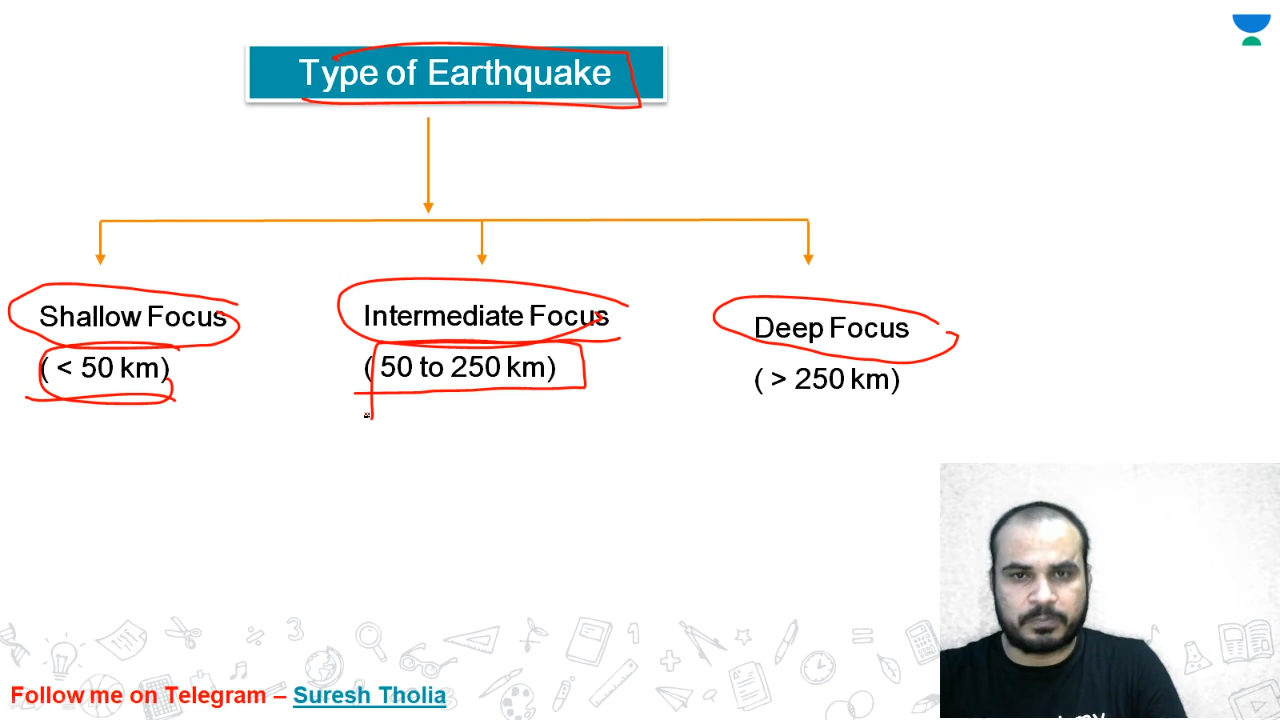 Type of Earthquake
Shallow Focus
( < 50 km)
Intermediate Focus
( 50 to 250 km)
Deep Focus
( > 250 km)
Follow me on Telegram – Suresh Tholia